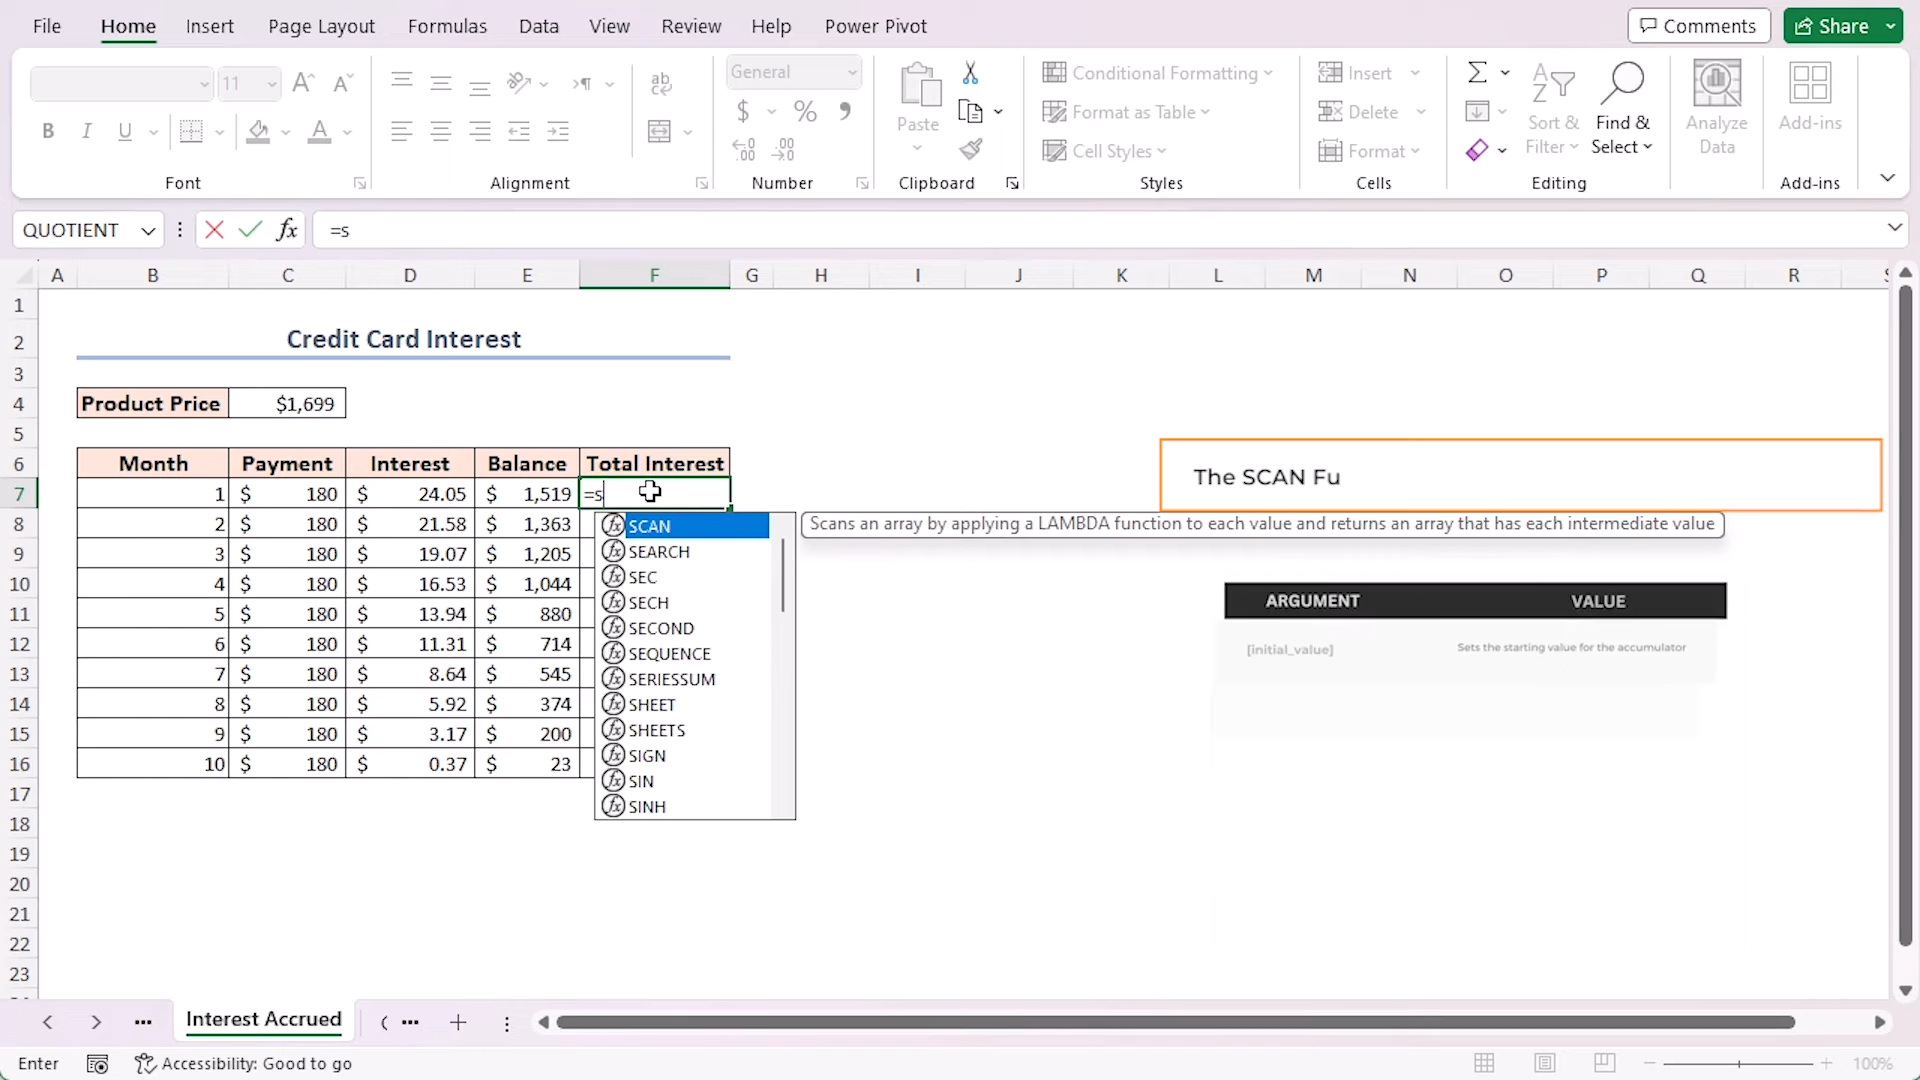 File Home Insert Page Layout Formulas Data View Review Help Power Pivot Comments Share
11 General Conditional Formatting Insert
Format as Table Delete Paste Sort & Find & Analyze Add-ins
B I U Cell Styles Format Filter Select Data
Font Alignment Number Clipboard Styles Cells Editing Add-ins
QUOTIENT fx =s
A B C D E F G H I J K L M N O P Q R S
1
2 Credit Card Interest
3
4 Product Price $1,699
5
6 Month Payment Interest Balance Total Interest
7 1 $ 180 $ 24.05 $ 1,519 =s
8 2 $ 180 $ 21.58 $ 1,363
9 3 $ 180 $ 19.07 $ 1,205
10 4 $ 180 $ 16.53 $ 1,044
11 5 $ 180 $ 13.94 $ 880
12 6 $ 180 $ 11.31 $ 714
13 7 $ 180 $ 8.64 $ 545
14 8 $ 180 $ 5.92 $ 374
15 9 $ 180 $ 3.17 $ 200
16 10 $ 180 $ 0.37 $ 23
17
18
19
20
21
22
23
SCAN
SEARCH
SEC
SECH
SECOND
SEQUENCE
SERIESSUM
SHEET
SHEETS
SIGN
SIN
SINH
The SCAN Fu
Scans an array by applying a LAMBDA function to each value and returns an array that has each intermediate value
ARGUMENT VALUE
[initial_value] Sets the starting value for the accumulator
Interest Accrued
Enter Accessibility: Good to go 100%